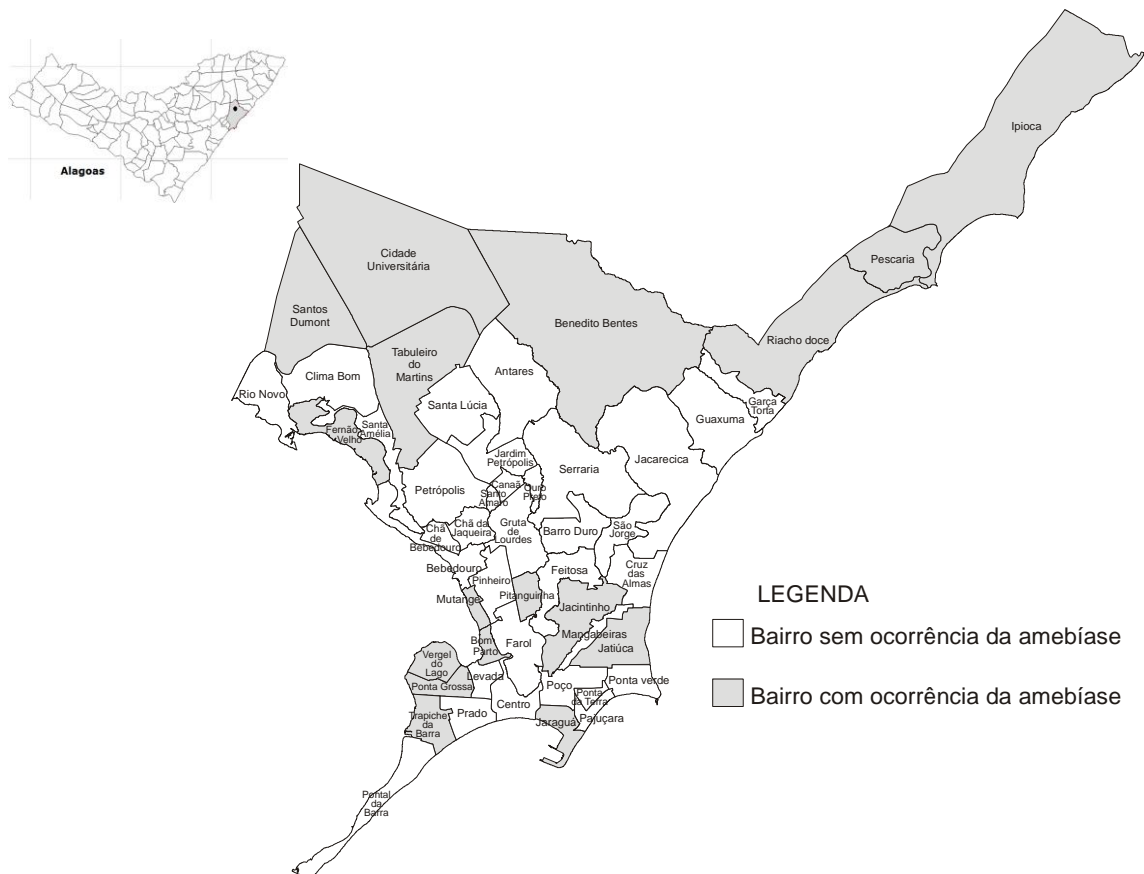 Alagoas
Ipioca
Pescaria
Cidade
Universitária
Santos
Dumont
Benedito Bentes
Riacho doce
Tabuleiro
do
Martins
Antares
Clima Bom
Rio Novo
Santa Lúcia
Garça
Torta
Guaxuma
Fernão
Velho
Santa
Amélia
Jardim
Petrópolis
Serraria
Jacarecica
Petrópolis
Canaã
Santo
Amaro
Ouro
Preto
Chã
de
Bebedouro
Chã da
Jaqueira
Gruta
de
Lourdes
Barro Duro
São
Jorge
Bebedouro
Pinheiro
Feitosa
Cruz
das
Almas
Mutange
Pitanguinha
Jacintinho
Bom
Parto
Farol
Mangabeiras
Jatiúca
Vergel
do
Lago
Ponta Grossa
Levada
Poço
Ponta
da Terra
Ponta verde
Trapiche
da
Barra
Prado
Centro
Jaraguá
Pajuçara
Pontal
da
Barra
LEGENDA
Bairro sem ocorrência da amebíase
Bairro com ocorrência da amebíase